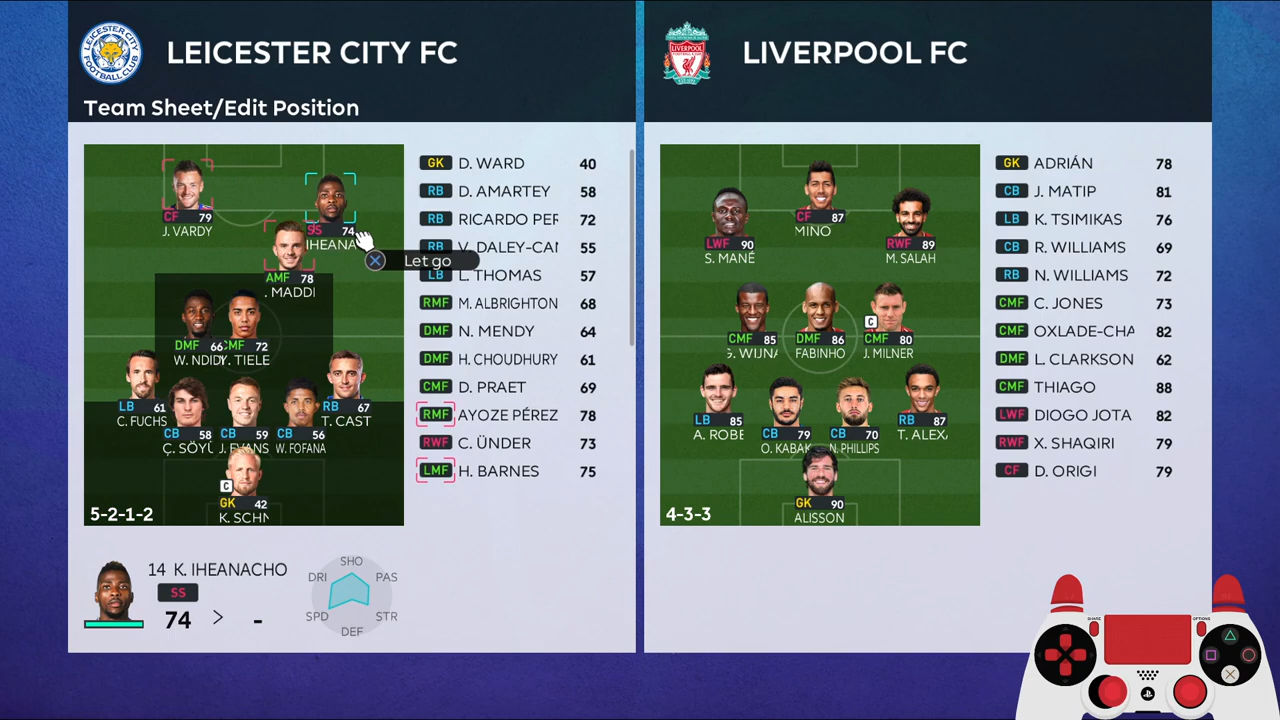 LEICESTER CITY FC
Team Sheet/Edit Position
CF 79
J. VARDY
SS 74
IHEANA
Let go
AMF 78
. MADDI
DMF 66
W. NDIDI
CMF 72
Y. TIELE
LB 61
C. FUCHS
CB 58
Ç. SÖYU
CB 59
J. EVANS
CB 56
W. FOFANA
RB 67
T. CAST
C
GK 42
K. SCHN
5-2-1-2
GK D. WARD 40
RB D. AMARTEY 58
RB RICARDO PER 72
RB V. DALEY-CAN 55
LB L. THOMAS 57
RMF M. ALBRIGHTON 68
DMF N. MENDY 64
DMF H. CHOUDHURY 61
CMF D. PRAET 69
RMF AYOZE PÉREZ 78
RWF C. ÜNDER 73
LMF H. BARNES 75
14 K. IHEANACHO
SS
74 > -
SHO
PAS
STR
DEF
SPD
DRI
LIVERPOOL FC
LWF 90
S. MANÉ
CF 87
MINO
RWF 89
M. SALAH
CMF 85
G. WIJNA
DMF 86
FABINHO
C
CMF 80
J. MILNER
LB 85
A. ROBE
CB 79
O. KABAK
CB 70
N. PHILLIPS
RB 87
T. ALEX
GK 90
ALISSON
4-3-3
GK ADRIÁN 78
CB J. MATIP 81
LB K. TSIMIKAS 76
CB R. WILLIAMS 69
RB N. WILLIAMS 72
CMF C. JONES 73
CMF OXLADE-CHA 82
DMF L. CLARKSON 62
CMF THIAGO 88
LWF DIOGO JOTA 82
RWF X. SHAQIRI 79
CF D. ORIGI 79
SHARE
OPTIONS